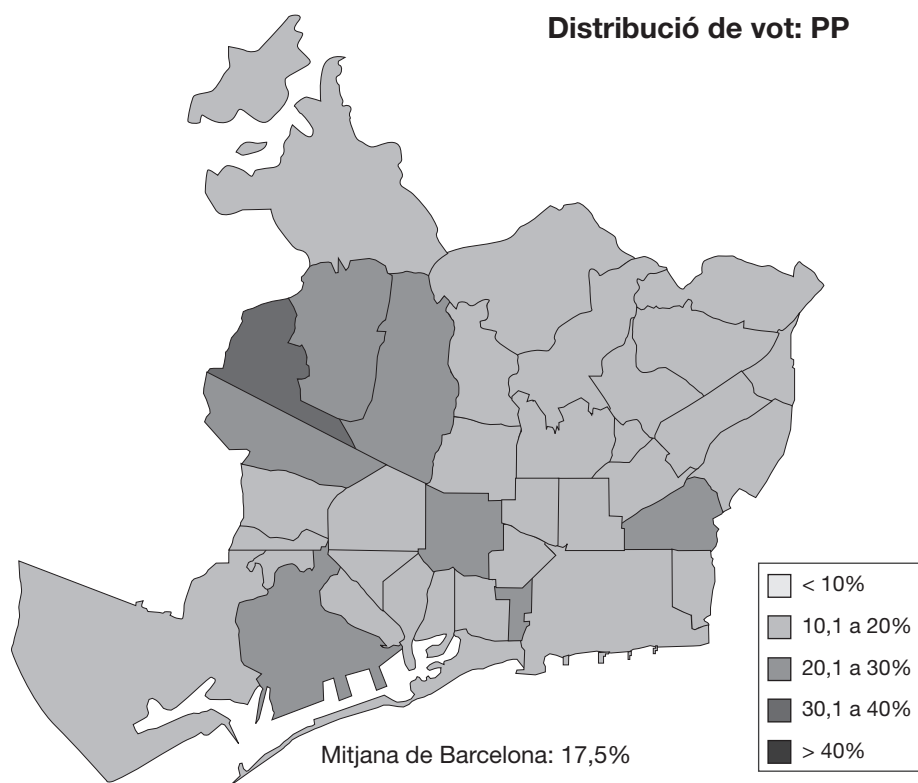 Distribució de vot: PP
< 10%
10,1 a 20%
20,1 a 30%
30,1 a 40%
> 40%
Mitjana de Barcelona: 17,5%